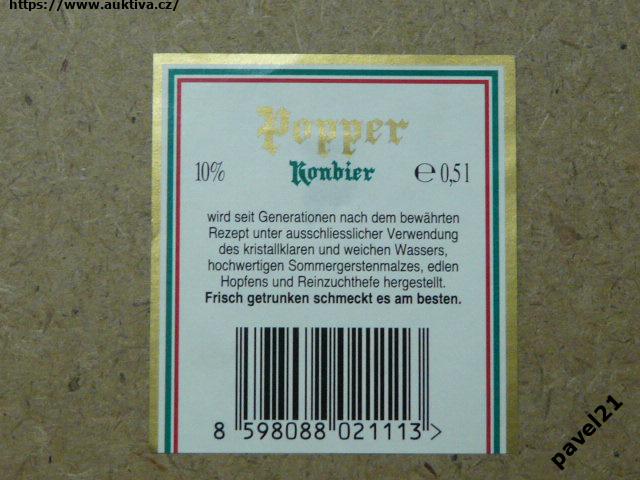 https://www.auktiva.cz/
Popper
10% Konbier ℮ 0,5 l
wird seit Generationen nach dem bewährten
Rezept unter ausschliesslicher Verwendung
des kristallklaren und weichen Wassers,
hochwertigen Sommergerstenmalzes, edlen
Hopfens und Reinzuchthefe hergestellt.
Frisch getrunken schmeckt es am besten.
8 598088 021113 >
pavel21